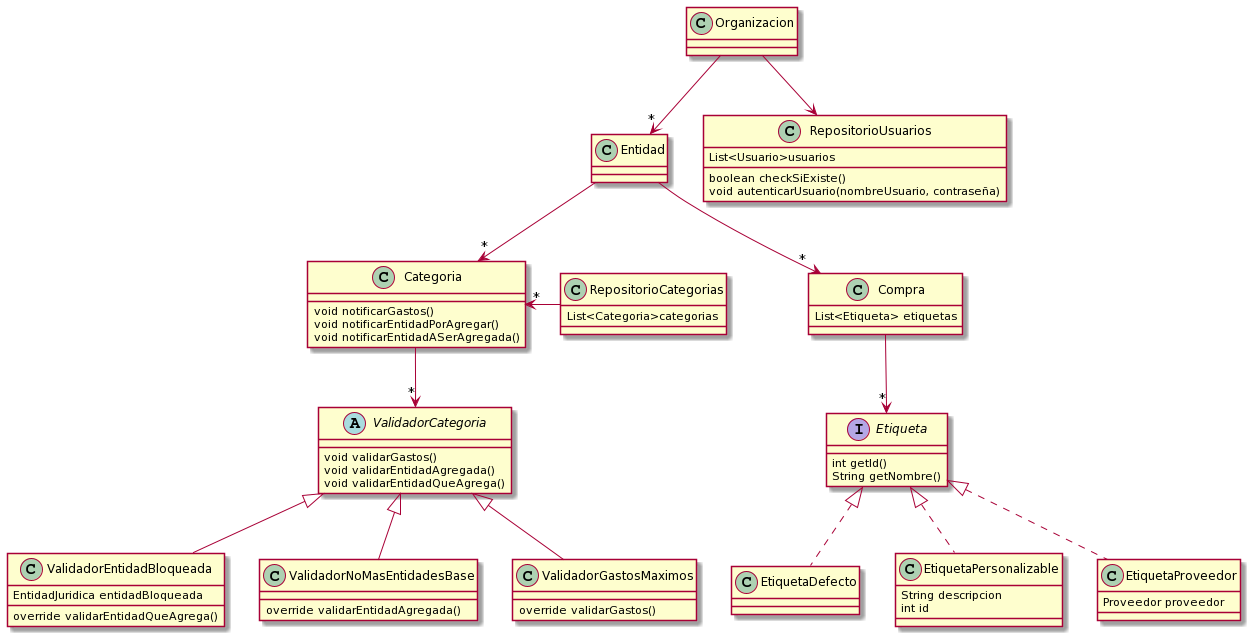 C Organizacion
*
C Entidad
C RepositorioUsuarios
List<Usuario>usuarios
boolean checkSiExiste()
void autenticarUsuario(nombreUsuario, contraseña)
*
*
C Categoria
void notificarGastos()
void notificarEntidadPorAgregar()
void notificarEntidadASerAgregada()
*
C RepositorioCategorias
List<Categoria>categorias
C Compra
List<Etiqueta> etiquetas
*
*
A ValidadorCategoria
void validarGastos()
void validarEntidadAgregada()
void validarEntidadQueAgrega()
I Etiqueta
int getId()
String getNombre()
C ValidadorEntidadBloqueada
EntidadJuridica entidadBloqueada
override validarEntidadQueAgrega()
C ValidadorNoMasEntidadesBase
override validarEntidadAgregada()
C ValidadorGastosMaximos
override validarGastos()
C EtiquetaDefecto
C EtiquetaPersonalizable
String descripcion
int id
C EtiquetaProveedor
Proveedor proveedor